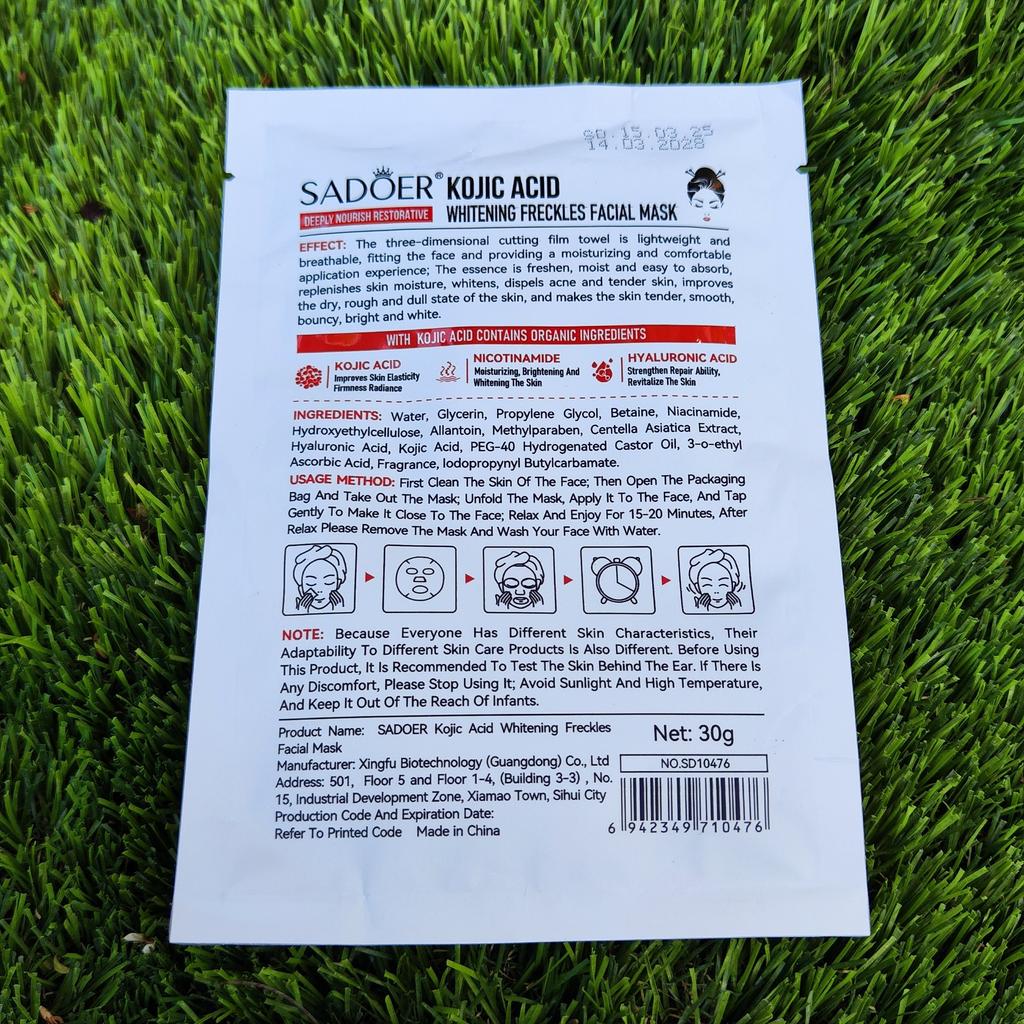 go 15.03.25
14.03.2028
SADOER® KOJIC ACID
DEEPLY NOURISH RESTORATIVE WHITENING FRECKLES FACIAL MASK
EFFECT: The three-dimensional cutting film towel is lightweight and
breathable, fitting the face and providing a moisturizing and comfortable
application experience; The essence is freshen, moist and easy to absorb,
replenishes skin moisture, whitens, dispels acne and tender skin, improves
the dry, rough and dull state of the skin, and makes the skin tender, smooth,
bouncy, bright and white.
WITH KOJIC ACID CONTAINS ORGANIC INGREDIENTS
KOJIC ACID
Improves Skin Elasticity
Firmness Radiance
NICOTINAMIDE
Moisturizing, Brightening And
Whitening The Skin
HYALURONIC ACID
Strengthen Repair Ability,
Revitalize The Skin
INGREDIENTS: Water, Glycerin, Propylene Glycol, Betaine, Niacinamide,
Hydroxyethylcellulose, Allantoin, Methylparaben, Centella Asiatica Extract,
Hyaluronic Acid, Kojic Acid, PEG-40 Hydrogenated Castor Oil, 3-o-ethyl
Ascorbic Acid, Fragrance, Iodopropynyl Butylcarbamate.
USAGE METHOD: First Clean The Skin Of The Face; Then Open The Packaging
Bag And Take Out The Mask; Unfold The Mask, Apply It To The Face, And Tap
Gently To Make It Close To The Face; Relax And Enjoy For 15-20 Minutes, After
Relax Please Remove The Mask And Wash Your Face With Water.
NOTE: Because Everyone Has Different Skin Characteristics, Their
Adaptability To Different Skin Care Products Is Also Different. Before Using
This Product, It Is Recommended To Test The Skin Behind The Ear. If There Is
Any Discomfort, Please Stop Using It; Avoid Sunlight And High Temperature,
And Keep It Out Of The Reach Of Infants.
Product Name: SADOER Kojic Acid Whitening Freckles
Facial Mask
Manufacturer: Xingfu Biotechnology (Guangdong) Co., Ltd
Address: 501, Floor 5 and Floor 1-4, (Building 3-3) , No.
15, Industrial Development Zone, Xiamao Town, Sihui City
Production Code And Expiration Date:
Refer To Printed Code Made in China
Net: 30g
NO.SD10476
6 942349 710476